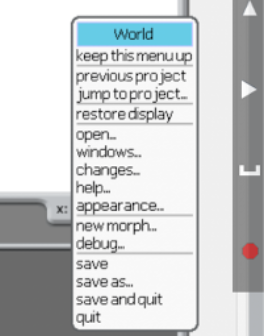 World
keep this menu up
previous project
jump to project...
restore display
open...
windows...
changes...
help...
appearance...
x:
new morph...
debug...
save
save as...
save and quit
quit